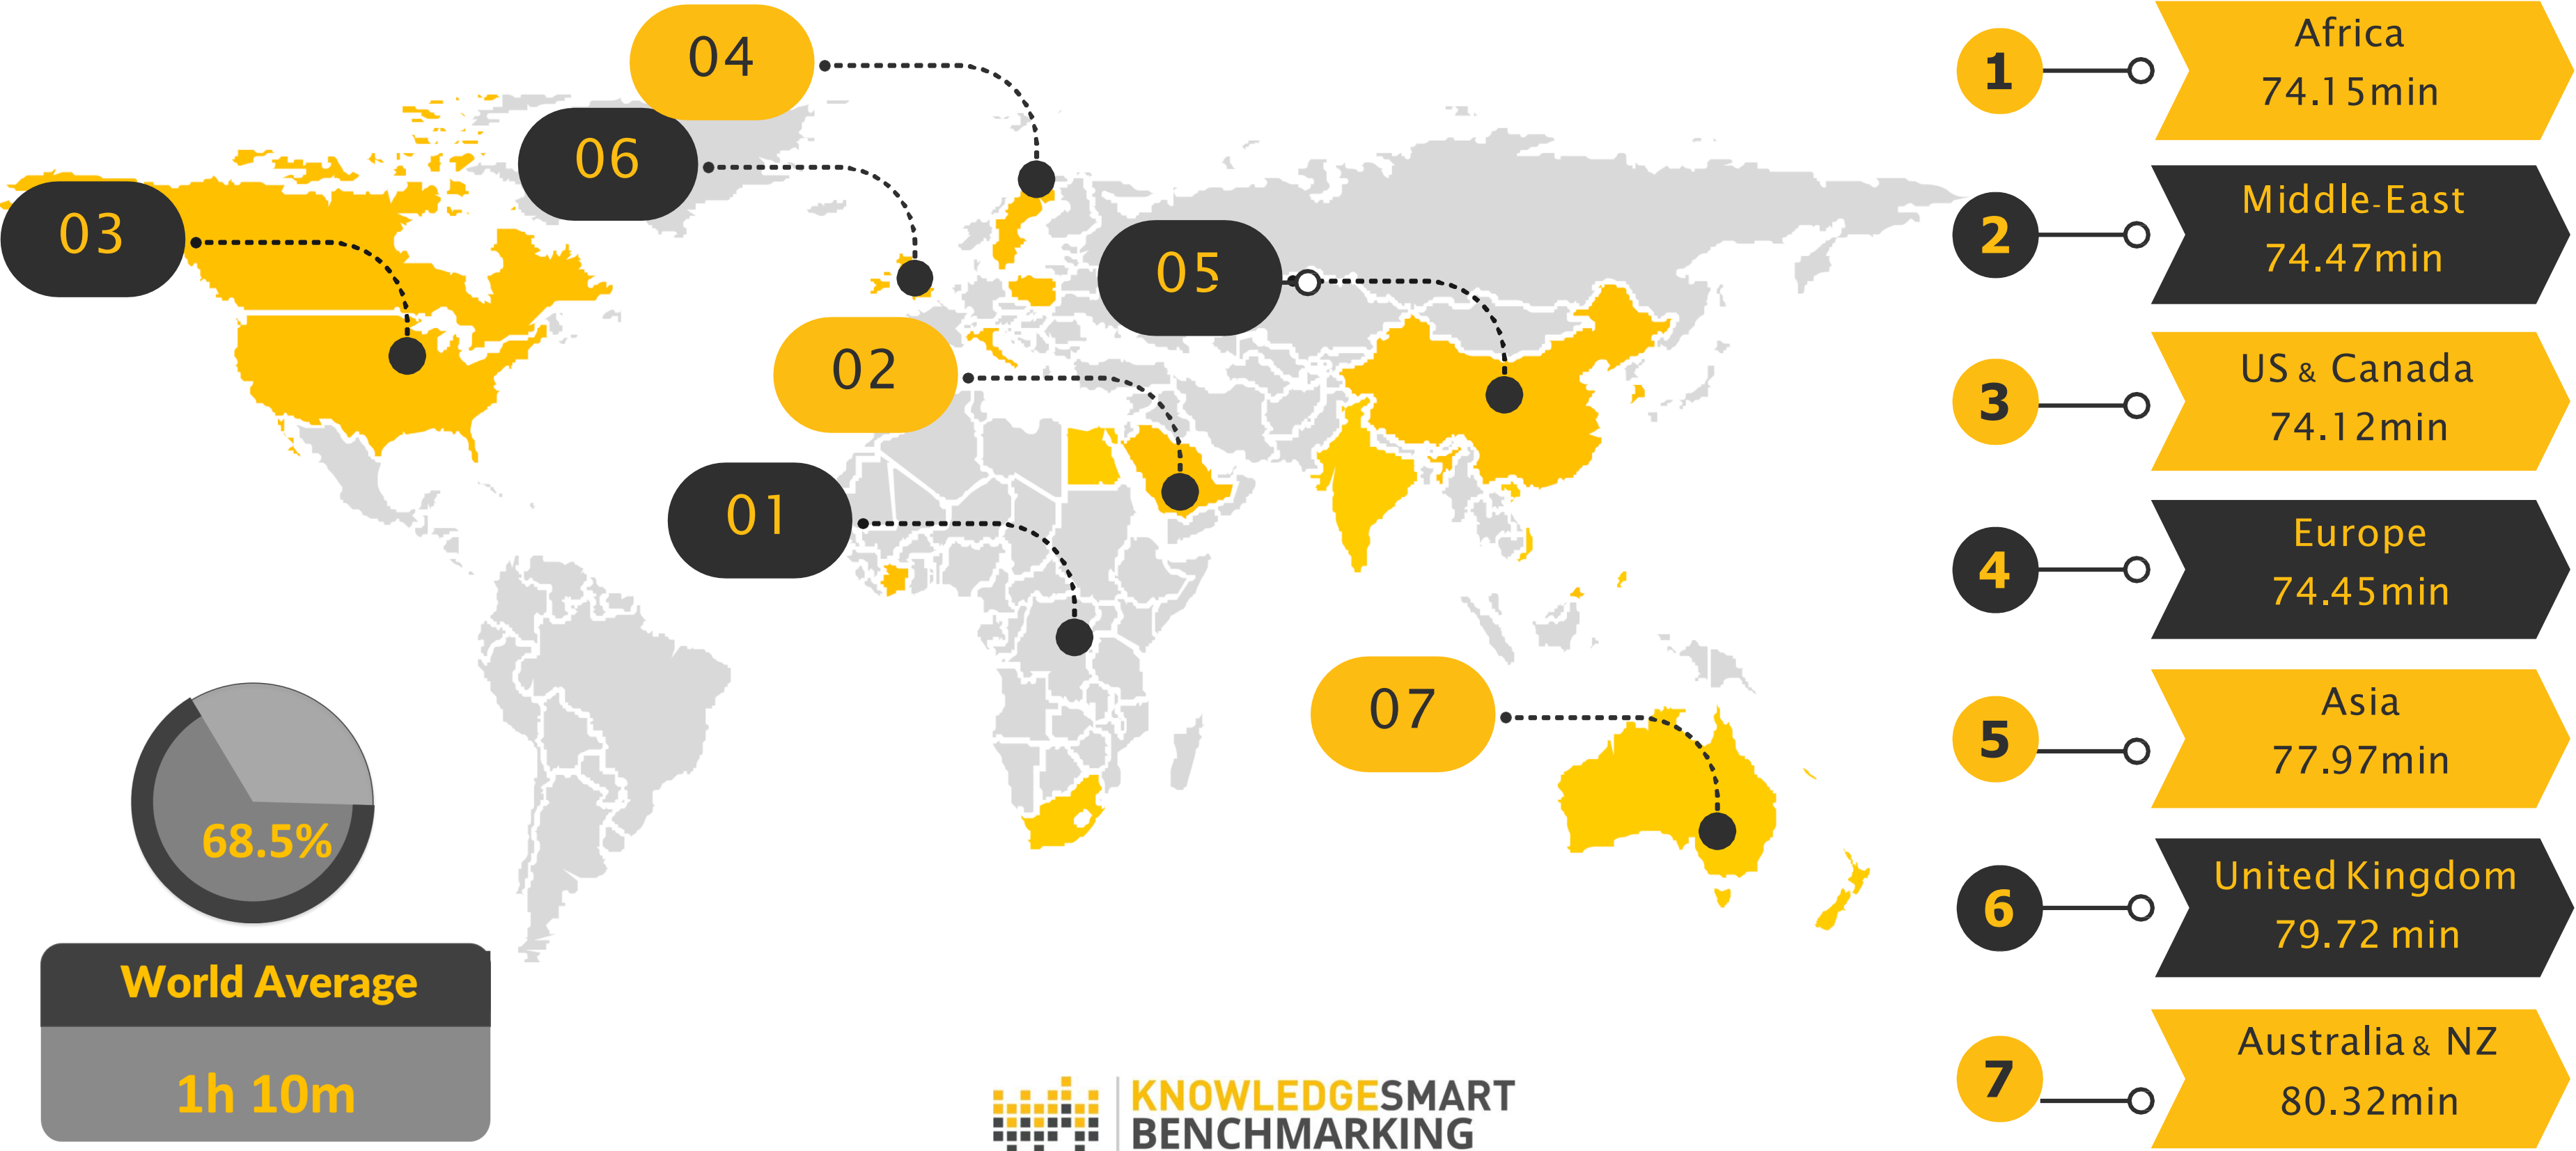 04
06
03
05
02
01
07
68.5%
World Average
1h 10m
KNOWLEDGESMART
BENCHMARKING
1
Africa
74.15min
2
Middle-East
74.47min
3
US & Canada
74.12min
4
Europe
74.45min
5
Asia
77.97min
6
United Kingdom
79.72 min
7
Australia & NZ
80.32min